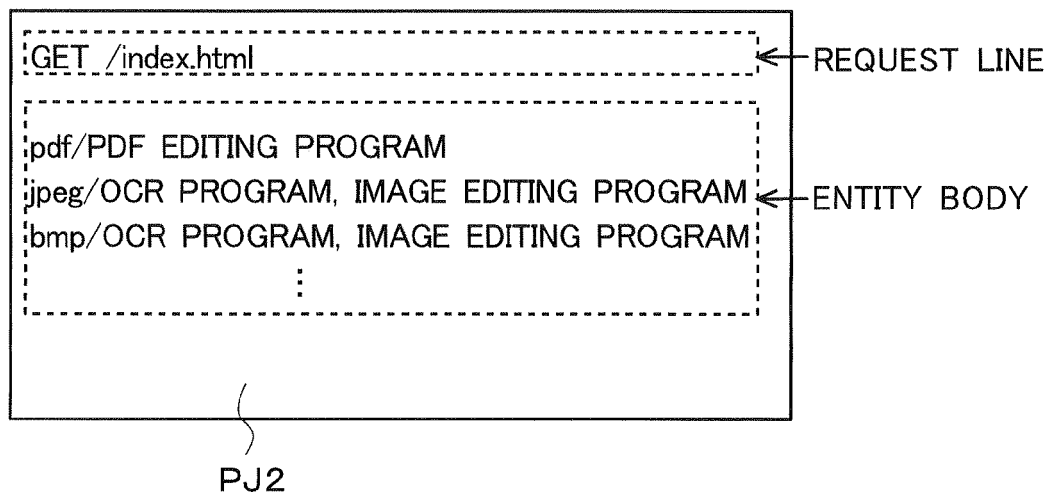 GET /index.html
REQUEST LINE
pdf/PDF EDITING PROGRAM
jpeg/OCR PROGRAM, IMAGE EDITING PROGRAM
ENTITY BODY
bmp/OCR PROGRAM, IMAGE EDITING PROGRAM
⋮
PJ2